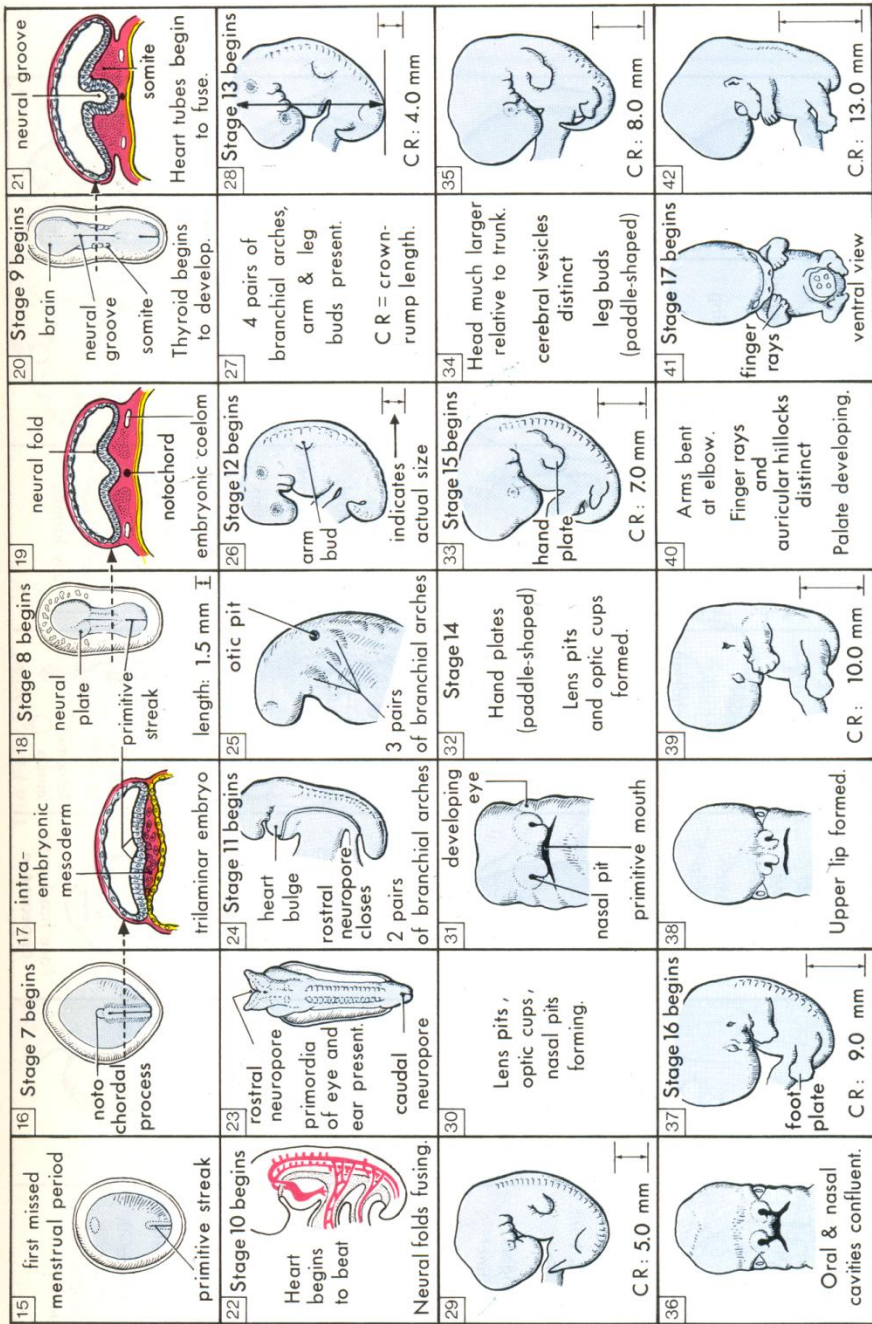 15
first missed
menstrual period
primitive streak
16
Stage 7 begins
noto
chordal
process
17
intra-
embryonic
mesoderm
trilaminar embryo
18
Stage 8 begins
neural
plate
primitive
streak
length: 1.5 mm
19
neural fold
notochord
embryonic coelom
20
Stage 9 begins
brain
neural
groove
somite
Thyroid begins
to develop.
21
neural groove
somite
Heart tubes begin
to fuse.
22
Stage 10 begins
Heart
begins
to beat
Neural folds fusing.
23
rostral
neuropore
primordia
of eye and
ear present.
caudal
neuropore
24
Stage 11 begins
heart
bulge
rostral
neuropore
closes
2 pairs
of branchial arches
25
otic pit
3 pairs
of branchial arches
26
Stage 12 begins
arm
bud
indicates
actual size
27
4 pairs of
branchial arches,
arm & leg
buds present.
CR = crown-
rump length.
28
Stage 13 begins
CR: 4.0 mm
29
CR: 5.0 mm
30
Lens pits,
optic cups,
nasal pits
forming.
31
developing
eye
nasal pit
primitive mouth
32
Stage 14
Hand plates
(paddle-shaped)
Lens pits
and optic cups
formed.
33
Stage 15 begins
hand
plate
CR: 7.0 mm
34
Head much larger
relative to trunk.
cerebral vesicles
distinct
leg buds
(paddle-shaped)
35
CR: 8.0 mm
36
Oral & nasal
cavities confluent.
37
Stage 16 begins
foot
plate
CR: 9.0 mm
38
Upper lip formed.
39
CR: 10.0 mm
40
Arms bent
at elbow.
Finger rays
and
auricular hillocks
distinct
Palate developing.
41
Stage 17 begins
finger
rays
ventral view
42
CR: 13.0 mm